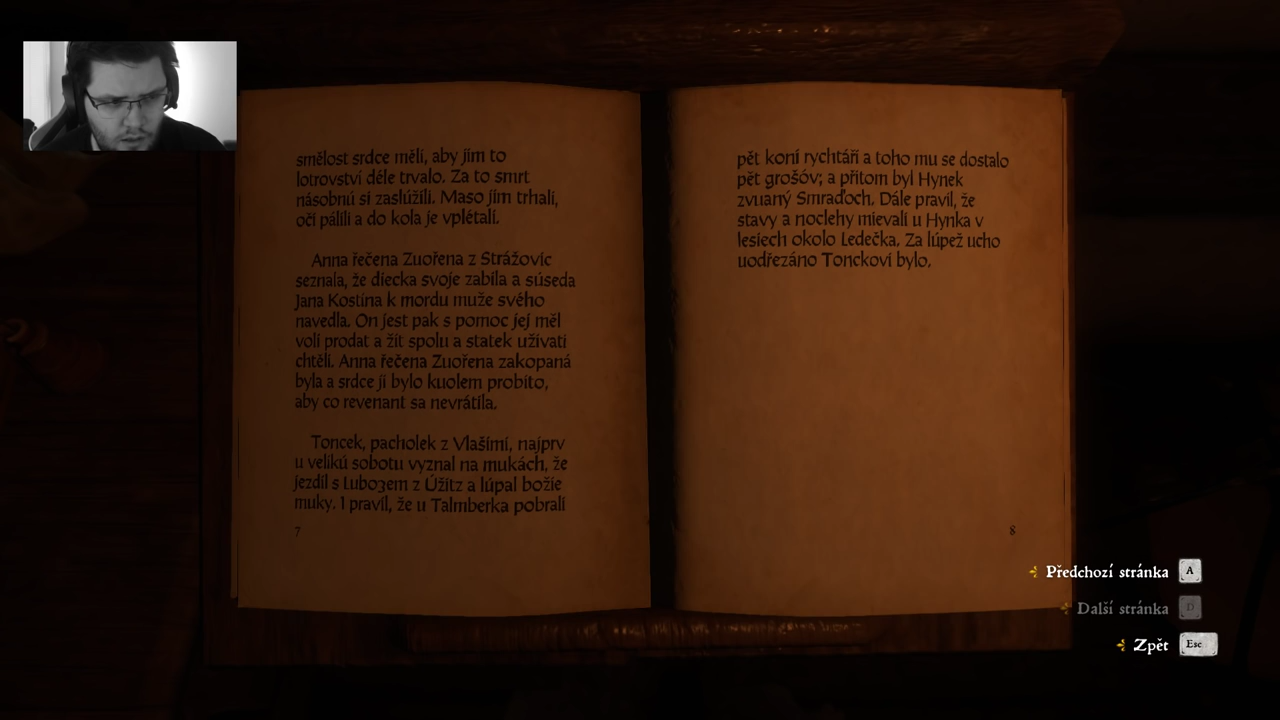 smělost srdce měli, aby jim to
lotrovství déle trvalo. Za to smrt
násobnú si zaslúžili. Maso jim trhali,
oči pálili a do kola je vplétali.
Anna řečena Zuořena z Strážovic
seznala, že diecka svoje zabila a súseda
Jana Kostina k mordu muže svého
navedla. On jest pak s pomoc jej měl
voli prodat a žít spolu a statek užívati
chtěli. Anna řečena Zuořena zakopaná
byla a srdce ji bylo kuolem probito,
aby co revenant sa nevrátila.
Toncek, pacholek z Vlašimi, najprv
u velikú sobotu vyznal na mukách, že
jezdil s Luboʒem z Úžitz a lúpal božie
muky. I pravil, že u Talmberka pobrali
7
pět koní rychtáři a toho mu se dostalo
pět grošóv; a přitom byl Hynek
zvuaný Smraďoch. Dále pravil, že
stavy a noclehy mievali u Hynka v
lesiech okolo Ledečka. Za lúpež ucho
uodřezáno Tonckovi bylo.
8
Předchozí stránka A
Další stránka D
Zpět Esc